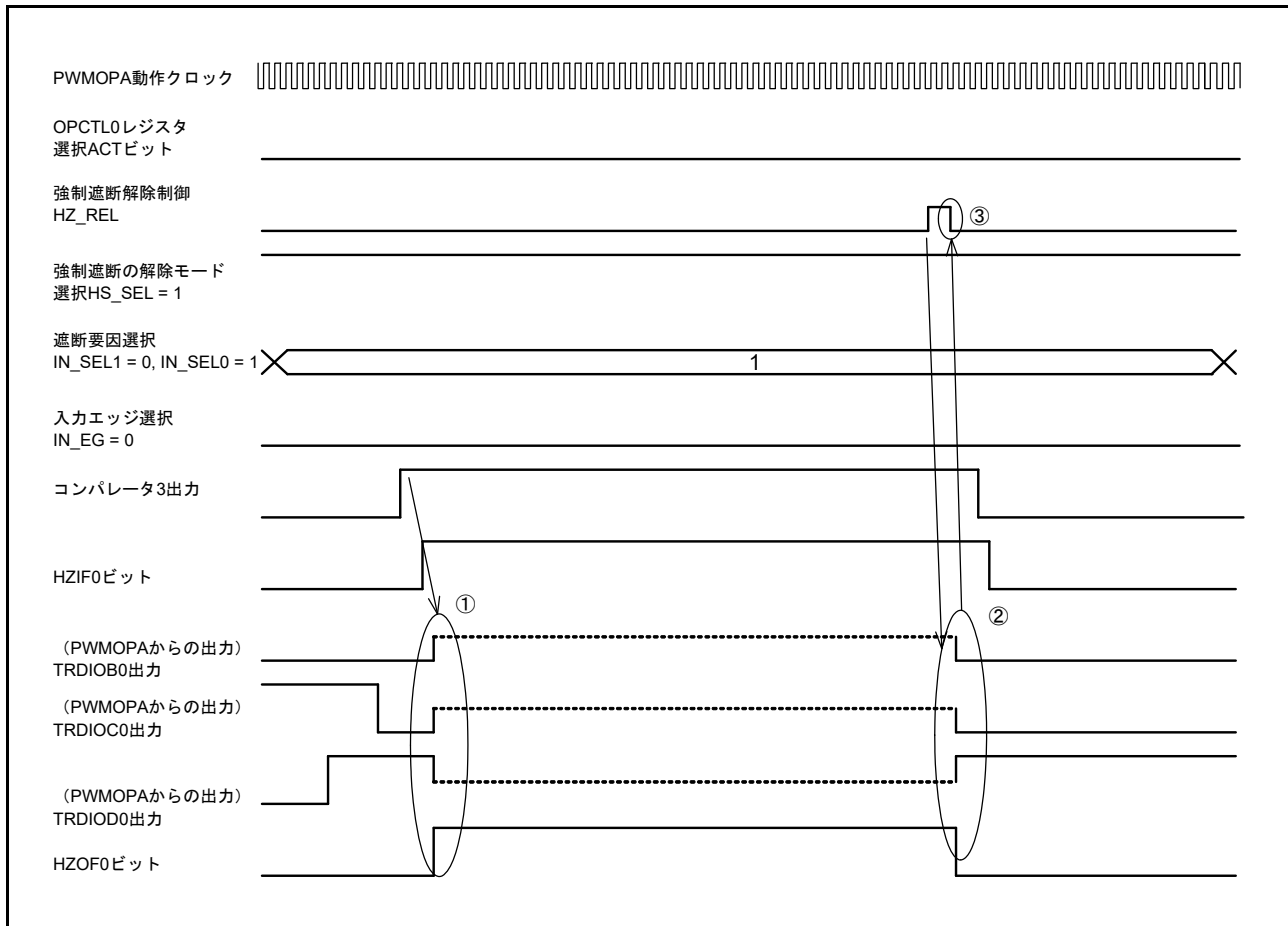 PWMOPA動作クロック
OPCTL0レジスタ
選択ACTビット
強制遮断解除制御
HZ_REL
③
強制遮断の解除モード
選択HS_SEL = 1
遮断要因選択
IN_SEL1 = 0, IN_SEL0 = 1
1
入力エッジ選択
IN_EG = 0
コンパレータ3出力
HZIF0ビット
①
②
（PWMOPAからの出力）
TRDIOB0出力
（PWMOPAからの出力）
TRDIOC0出力
（PWMOPAからの出力）
TRDIOD0出力
HZOF0ビット